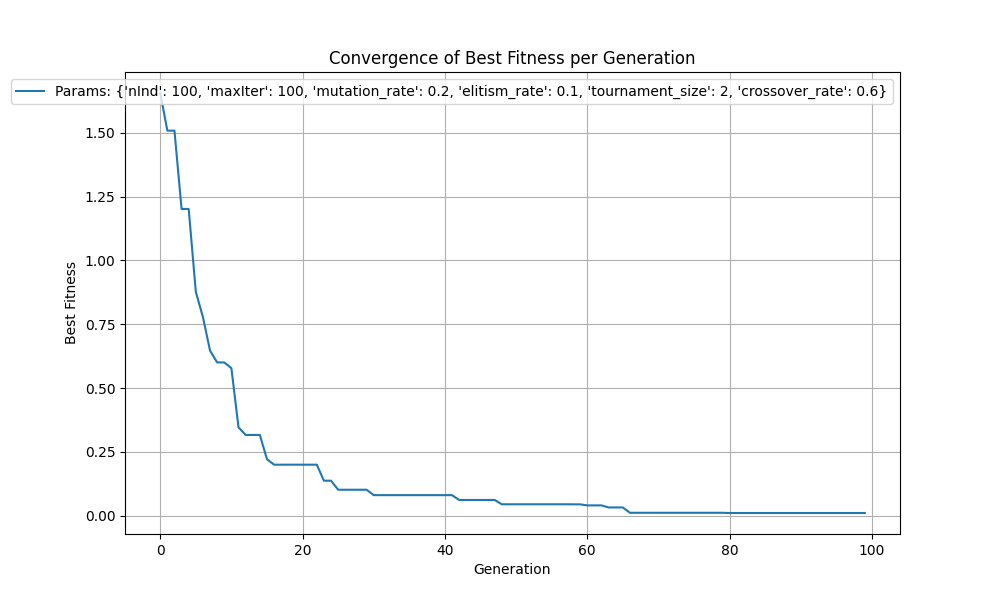 Convergence of Best Fitness per Generation
Params: {'nInd': 100, 'maxIter': 100, 'mutation_rate': 0.2, 'elitism_rate': 0.1, 'tournament_size': 2, 'crossover_rate': 0.6}
1.50
1.25
1.00
0.75
0.50
0.25
0.00
Best Fitness
0 20 40 60 80 100
Generation